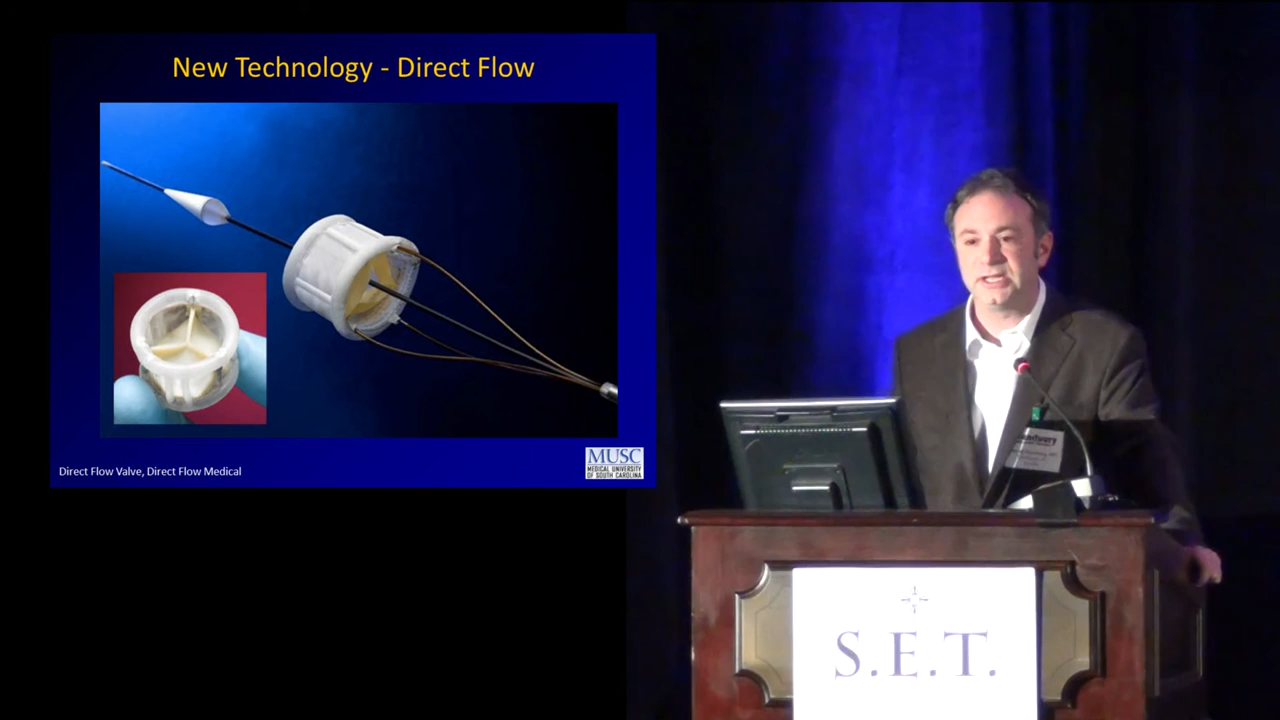 New Technology - Direct Flow
Direct Flow Valve, Direct Flow Medical
MUSC
MEDICAL UNIVERSITY
OF SOUTH CAROLINA
S.E.T.